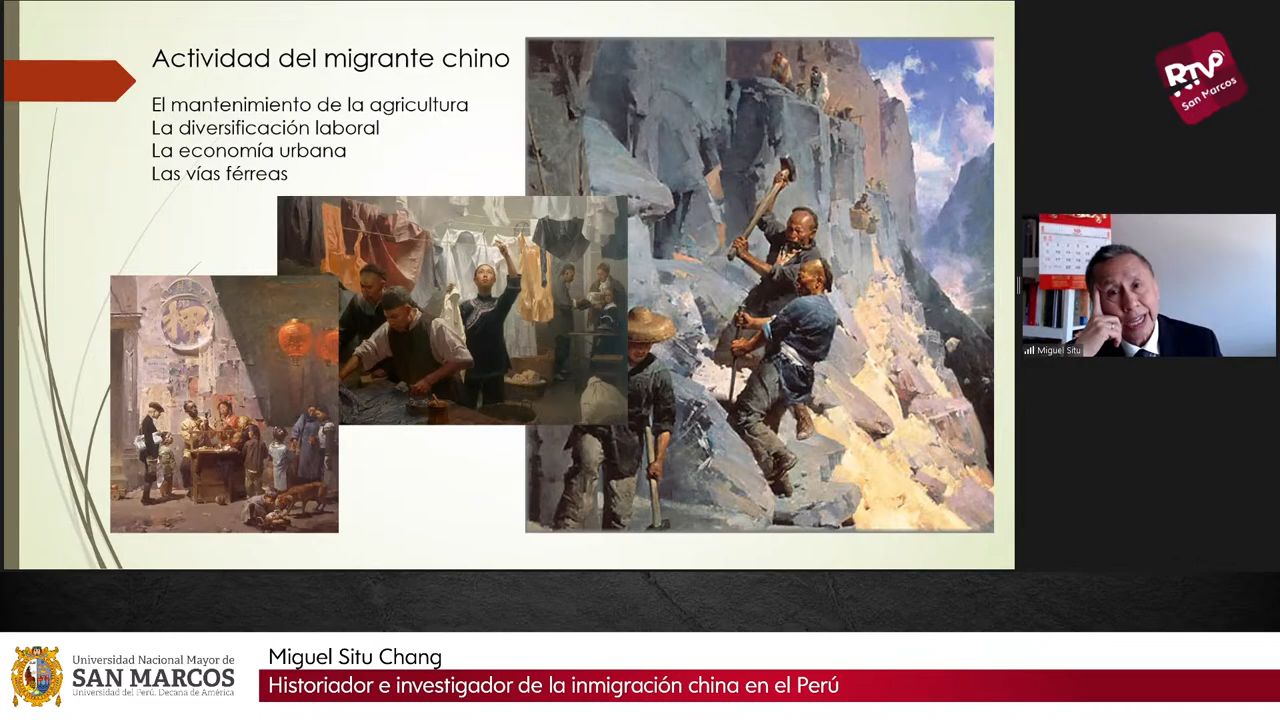 Actividad del migrante chino
El mantenimiento de la agricultura
La diversificación laboral
La economía urbana
Las vías férreas
押
RTVP
San Marcos
Miguel Situ
Universidad Nacional Mayor de
SAN MARCOS
Universidad del Perú. Decana de América
Miguel Situ Chang
Historiador e investigador de la inmigración china en el Perú